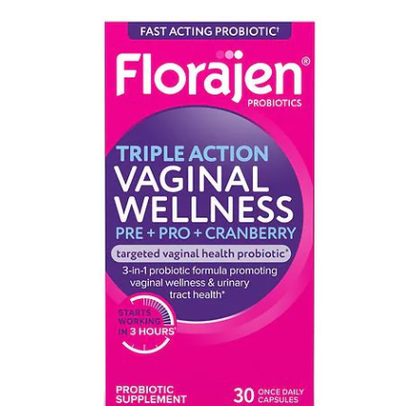 FAST ACTING PROBIOTIC†
Florajen®
PROBIOTICS
TRIPLE ACTION
VAGINAL
WELLNESS
PRE + PRO + CRANBERRY
targeted vaginal health probiotic*
3-in-1 probiotic formula promoting
vaginal wellness & urinary
tract health*
STARTS
WORKING
IN 3 HOURS†
PROBIOTIC
SUPPLEMENT
30 ONCE DAILY
CAPSULES